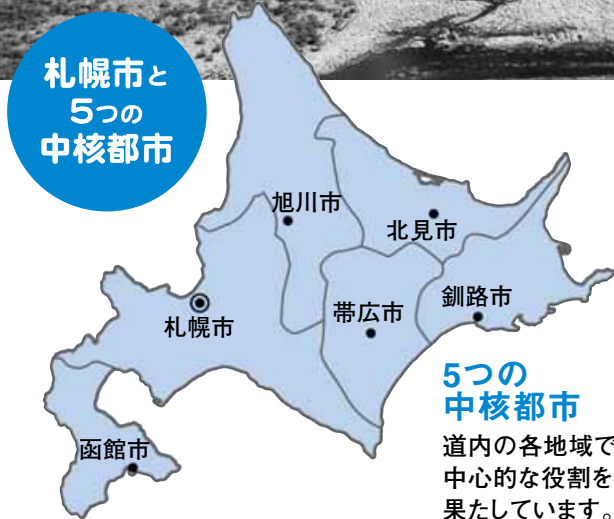 札幌市と
5つの
中核都市
旭川市
北見市
札幌市
帯広市
釧路市
函館市
5つの
中核都市
道内の各地域で
中心的な役割を
果たしています。